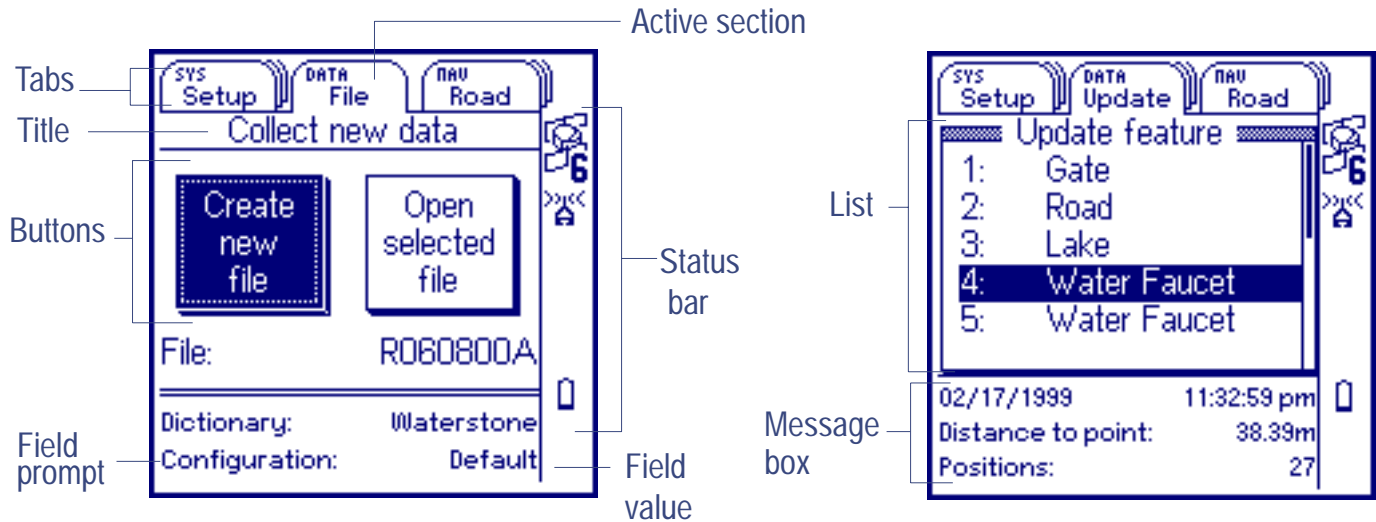 Active section
Tabs
SYS
Setup
DATA
File
NAV
Road
Title
Collect new data
6
Buttons
Create
new
file
Open
selected
file
Status
bar
File: R060800A
Dictionary: Waterstone
Field
prompt
Configuration: Default
Field
value
SYS
Setup
DATA
Update
NAV
Road
Update feature
6
List
1: Gate
2: Road
3: Lake
4: Water Faucet
5: Water Faucet
Message
box
02/17/1999 11:32:59 pm
Distance to point: 38.39m
Positions: 27